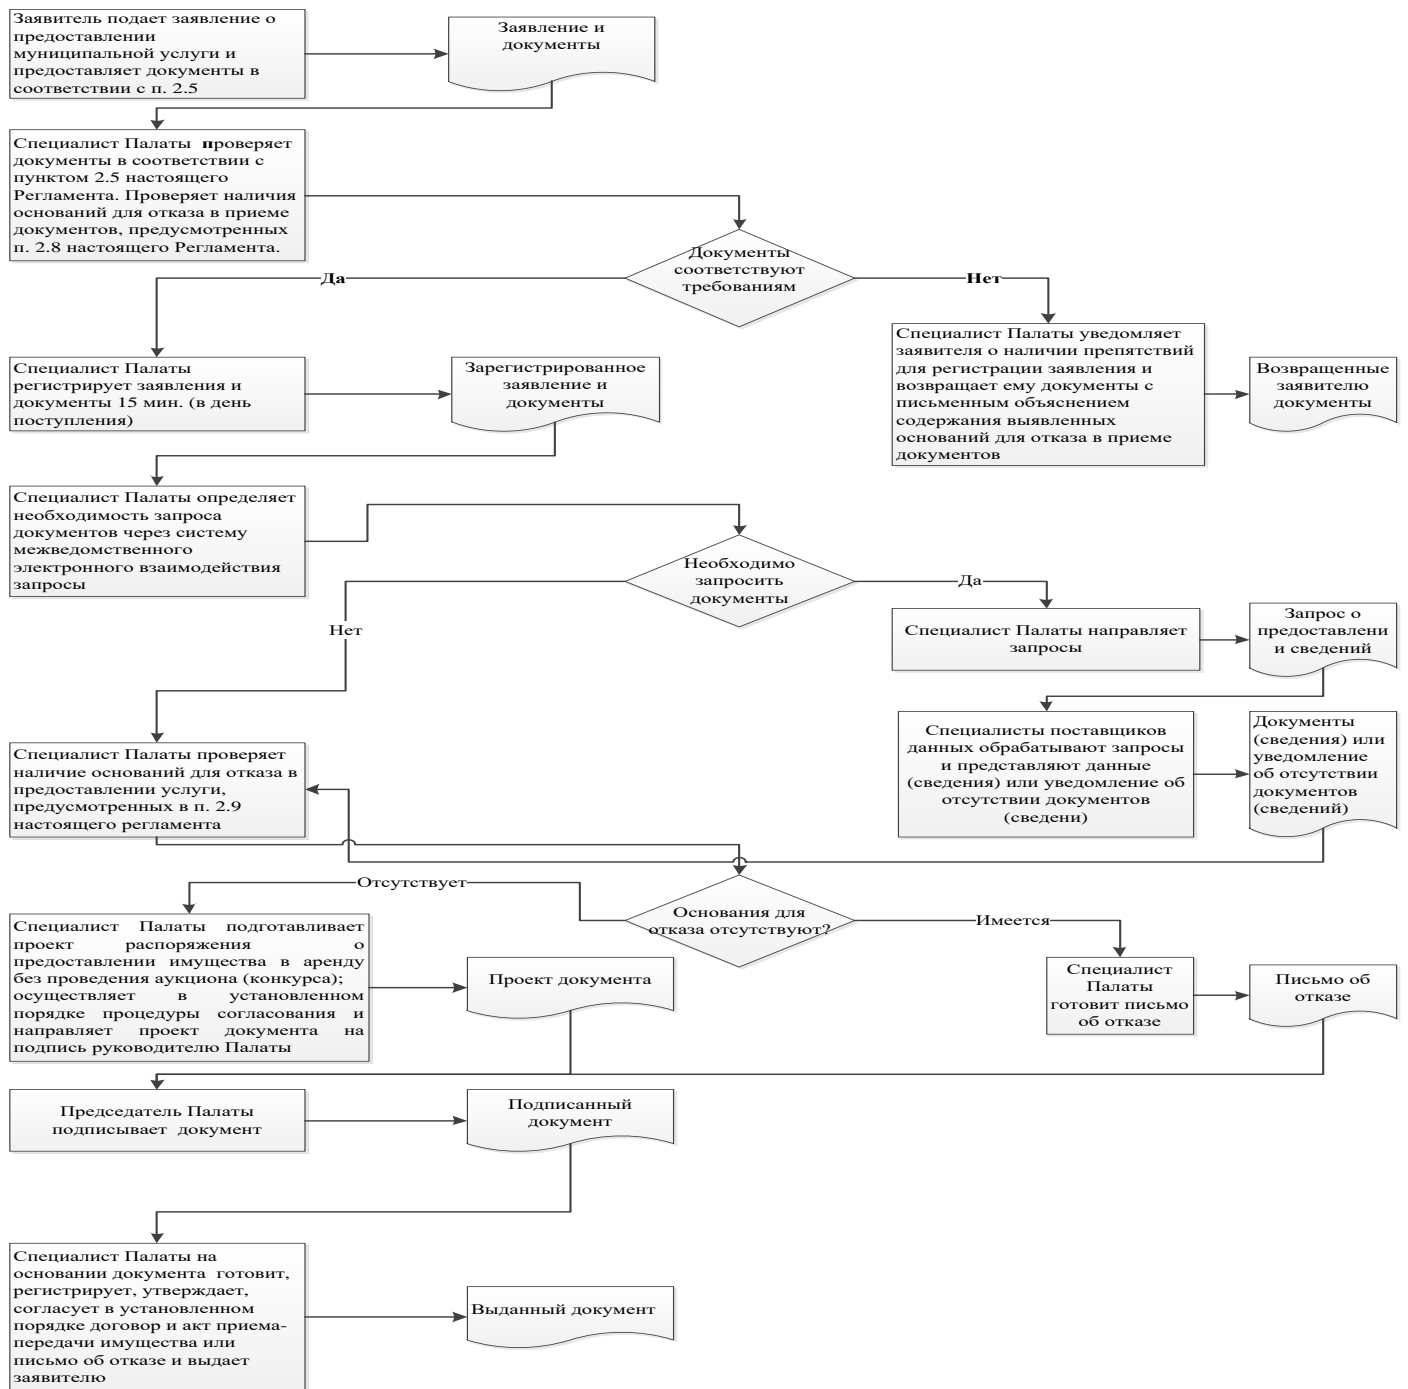 Заявитель подает заявление о
предоставлении
муниципальной услуги и
предоставляет документы в
соответствии с п. 2.5
Заявление и
документы
Специалист Палаты проверяет
документы в соответствии с
пунктом 2.5 настоящего
Регламента. Проверяет наличия
оснований для отказа в приеме
документов, предусмотренных
п. 2.8 настоящего Регламента.
Документы
соответствуют
требованиям
Да
Нет
Специалист Палаты
регистрирует заявления и
документы 15 мин. (в день
поступления)
Зарегистрированное
заявление и
документы
Специалист Палаты уведомляет
заявителя о наличии препятствий
для регистрации заявления и
возвращает ему документы с
письменным объяснением
содержания выявленных
оснований для отказа в приеме
документов
Возвращенные
заявителю
документы
Специалист Палаты определяет
необходимость запроса
документов через систему
межведомственного
электронного взаимодействия
запросы
Необходимо
запросить
документы
Да
Нет
Специалист Палаты направляет
запросы
Запрос о
предоставлени
и сведений
Специалисты поставщиков
данных обрабатывают запросы
и представляют данные
(сведения) или уведомление об
отсутствии документов
(сведени)
Документы
(сведения) или
уведомление
об отсутствии
документов
(сведений)
Специалист Палаты проверяет
наличие оснований для отказа в
предоставлении услуги,
предусмотренных в п. 2.9
настоящего регламента
Основания для
отказа отсутствуют?
Отсутствует
Имеется
Специалист Палаты подготавливает
проект распоряжения о
предоставлении имущества в аренду
без проведения аукциона (конкурса);
осуществляет в установленном
порядке процедуры согласования и
направляет проект документа на
подпись руководителю Палаты
Проект документа
Специалист
Палаты
готовит письмо
об отказе
Письмо об
отказе
Председатель Палаты
подписывает документ
Подписанный
документ
Специалист Палаты на
основании документа готовит,
регистрирует, утверждает,
согласует в установленном
порядке договор и акт приема-
передачи имущества или
письмо об отказе и выдает
заявителю
Выданный документ